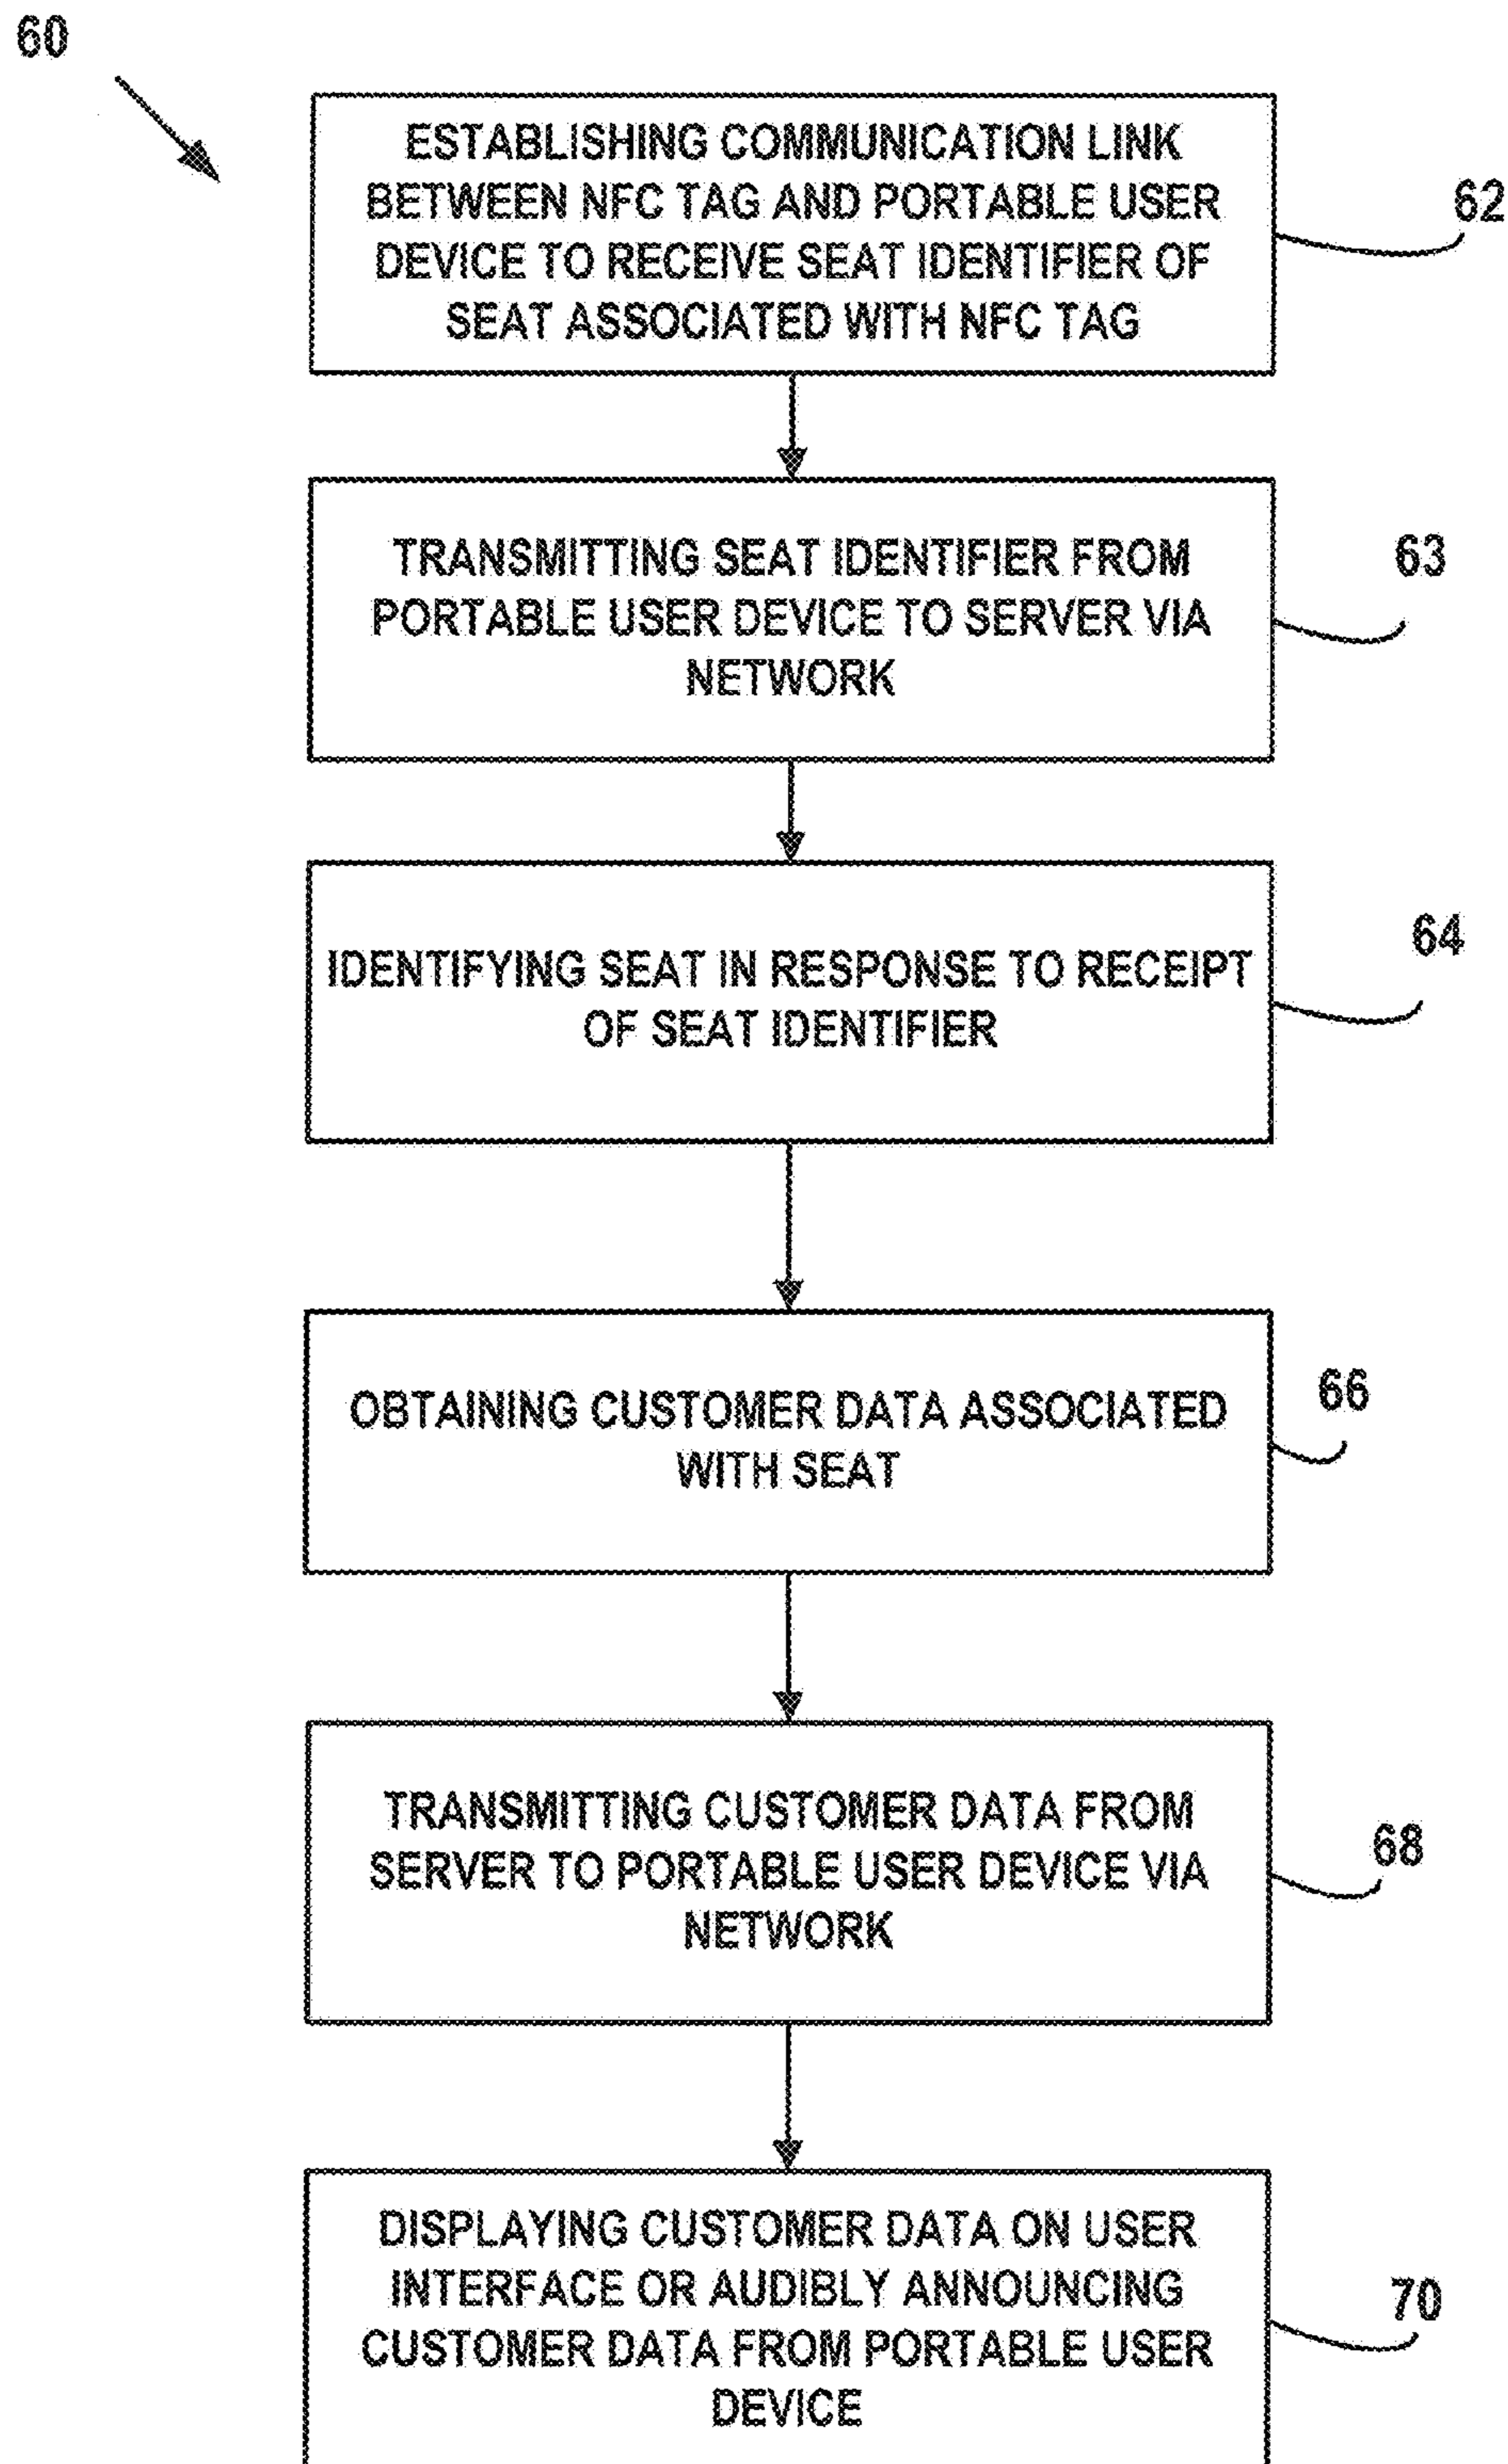 60
ESTABLISHING COMMUNICATION LINK
BETWEEN NFC TAG AND PORTABLE USER
DEVICE TO RECEIVE SEAT IDENTIFIER OF
SEAT ASSOCIATED WITH NFC TAG
62
TRANSMITTING SEAT IDENTIFIER FROM
PORTABLE USER DEVICE TO SERVER VIA
NETWORK
63
IDENTIFYING SEAT IN RESPONSE TO RECEIPT
OF SEAT IDENTIFIER
64
OBTAINING CUSTOMER DATA ASSOCIATED
WITH SEAT
66
TRANSMITTING CUSTOMER DATA FROM
SERVER TO PORTABLE USER DEVICE VIA
NETWORK
68
DISPLAYING CUSTOMER DATA ON USER
INTERFACE OR AUDIBLY ANNOUNCING
CUSTOMER DATA FROM PORTABLE USER
DEVICE
70